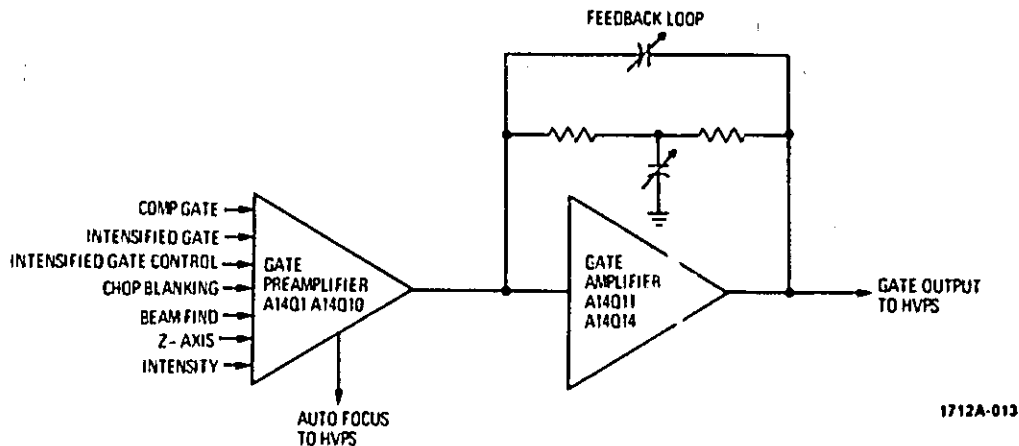 FEEDBACK LOOP
COMP GATE
INTENSIFIED GATE
INTENSIFIED GATE CONTROL
CHOP BLANKING
BEAM FIND
Z- AXIS
INTENSITY
GATE
PREAMPLIFIER
A14Q1 A14Q10
AUTO FOCUS
TO HVPS
GATE
AMPLIFIER
A14Q11
A14Q14
GATE OUTPUT
TO HVPS
1712A-013